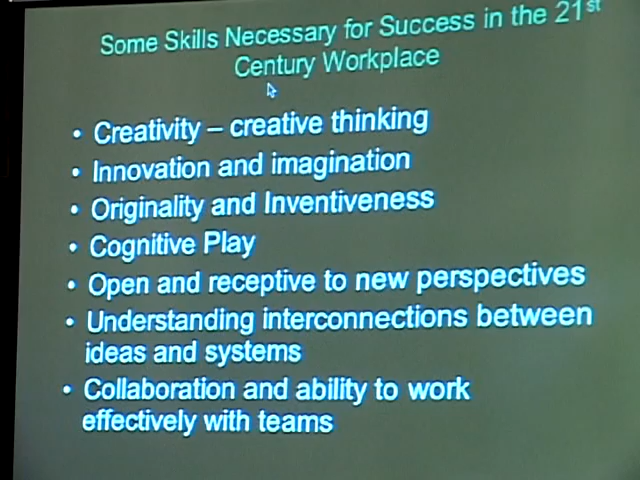 Some Skills Necessary for Success in the 21st
Century Workplace
• Creativity – creative thinking
• Innovation and imagination
• Originality and Inventiveness
• Cognitive Play
• Open and receptive to new perspectives
• Understanding interconnections between
ideas and systems
• Collaboration and ability to work
effectively with teams